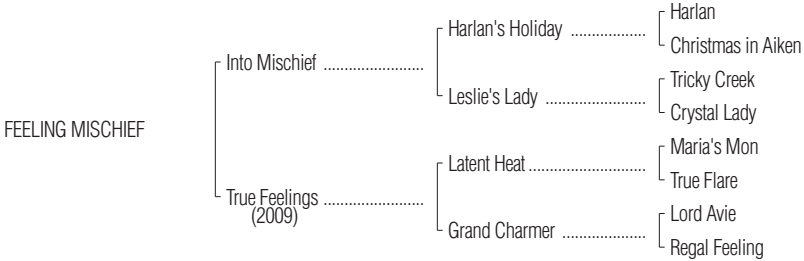 Harlan
Harlan's Holiday ....................
Christmas in Aiken
Into Mischief ..........................
Tricky Creek
Leslie's Lady ..........................
Crystal Lady
FEELING MISCHIEF
Maria's Mon
Latent Heat ..............................
True Flare
True Feelings ..........................
(2009)
Lord Avie
Grand Charmer ......................
Regal Feeling